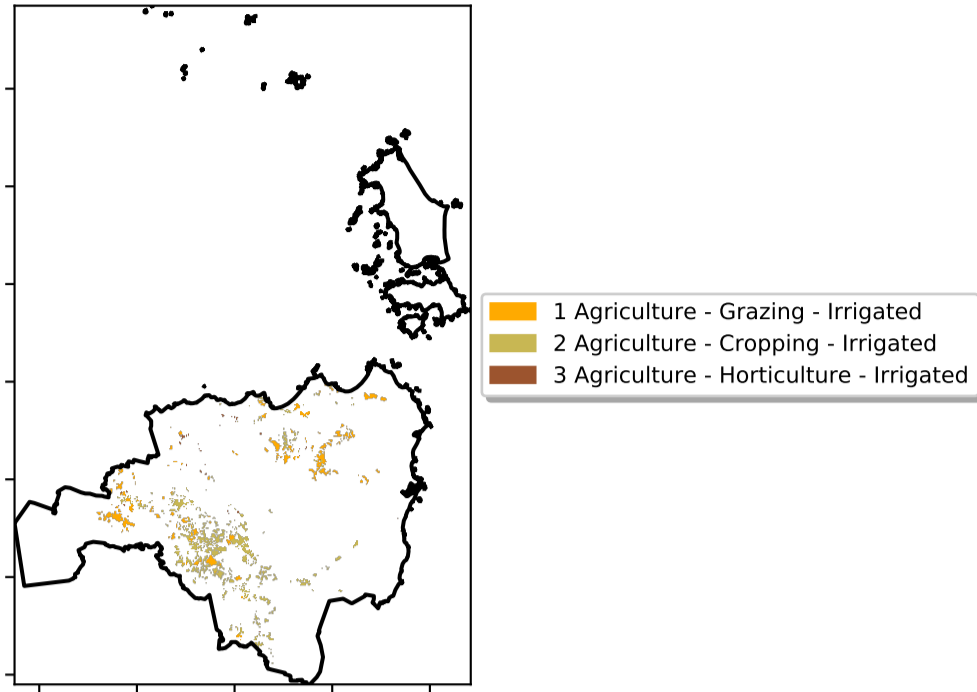 1 Agriculture - Grazing - Irrigated
2 Agriculture - Cropping - Irrigated
3 Agriculture - Horticulture - Irrigated